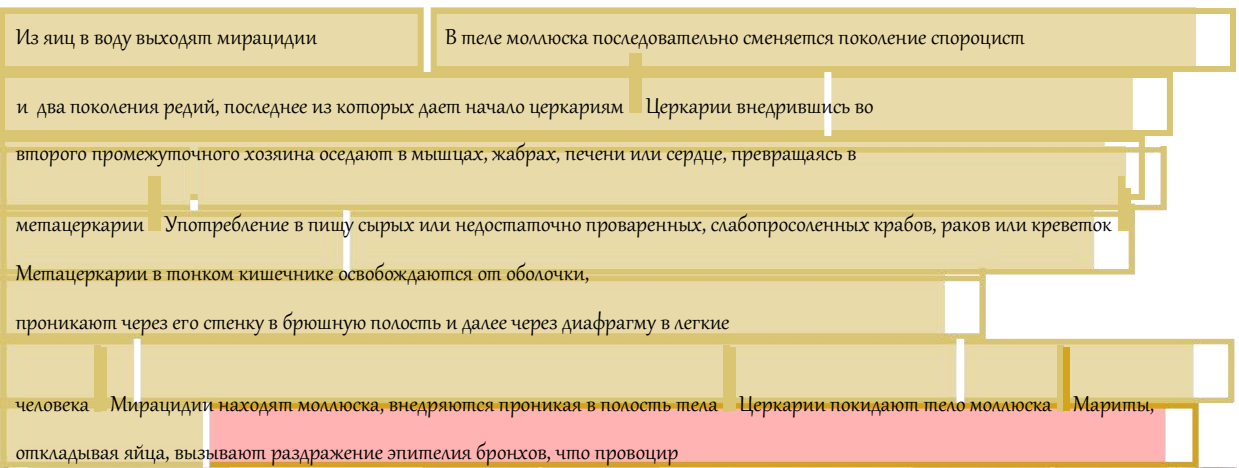 Из яиц в воду выходят мирацидии В теле моллюска последовательно сменяется поколение спороцист
и два поколения редий, последнее из которых дает начало церкариям Церкарии внедрившись во
второго промежуточного хозяина оседают в мышцах, жабрах, печени или сердце, превращаясь в
метацеркарии Употребление в пищу сырых или недостаточно проваренных, слабопросоленных крабов, раков или креветок
Метацеркарии в тонком кишечнике освобождаются от оболочки,
проникают через его стенку в брюшную полость и далее через диафрагму в легкие
человека Мирацидии находят моллюска, внедряются проникая в полость тела Церкарии покидают тело моллюска Мариты,
откладывая яйца, вызывают раздражение эпителия бронхов, что провоцир